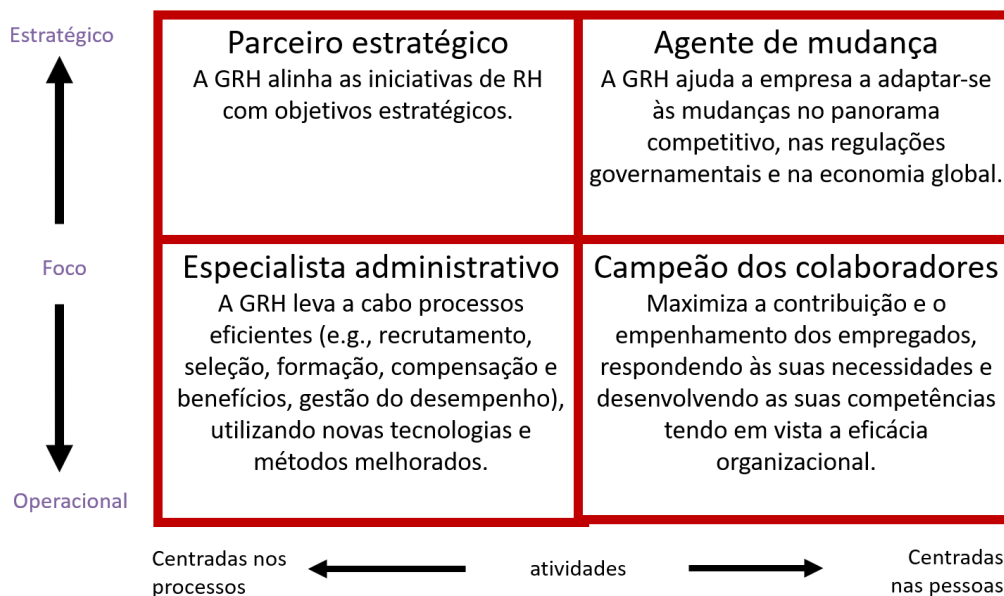 Estratégico
Foco
Operacional
Parceiro estratégico
A GRH alinha as iniciativas de RH
com objetivos estratégicos.
Agente de mudança
A GRH ajuda a empresa a adaptar-se
às mudanças no panorama
competitivo, nas regulações
governamentais e na economia global.
Especialista administrativo
A GRH leva a cabo processos
eficientes (e.g., recrutamento,
seleção, formação, compensação e
benefícios, gestão do desempenho),
utilizando novas tecnologias e
métodos melhorados.
Campeão dos colaboradores
Maximiza a contribuição e o
empenhamento dos empregados,
respondendo às suas necessidades e
desenvolvendo as suas competências
tendo em vista a eficácia
organizacional.
Centradas nos
processos
atividades
Centradas
nas pessoas